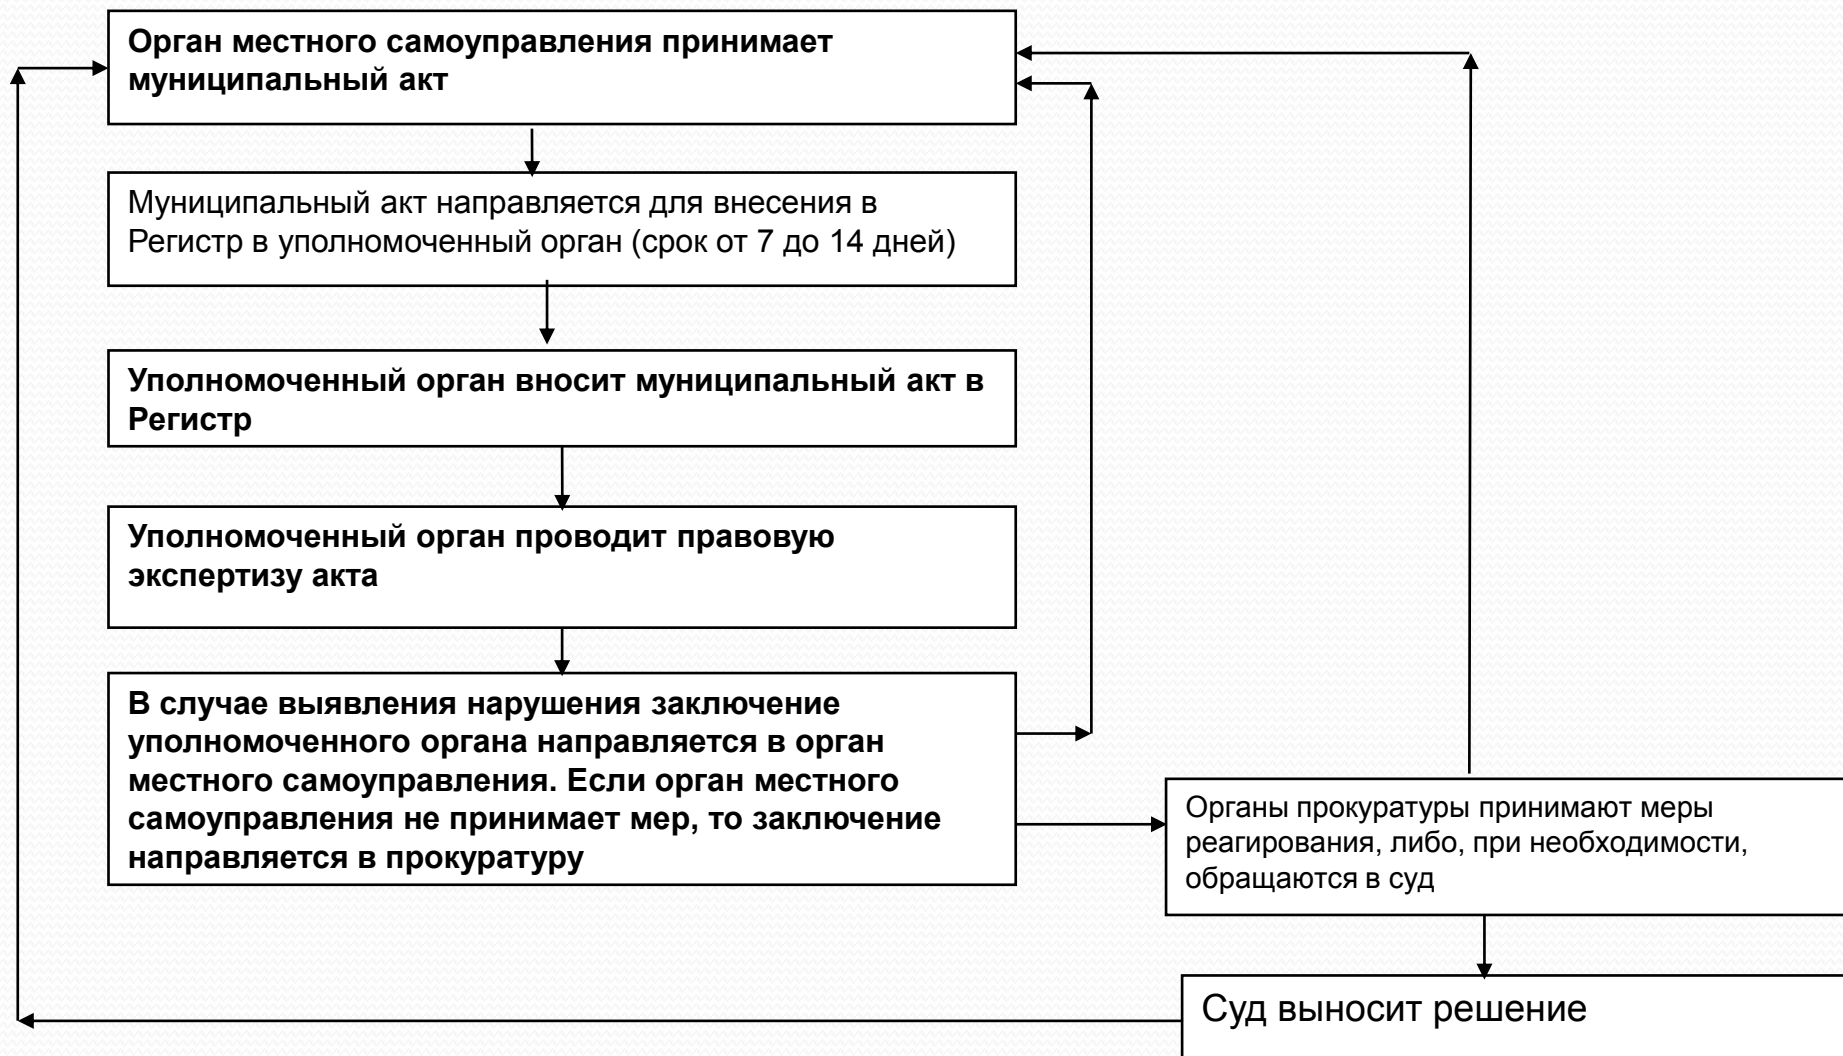 Орган местного самоуправления принимает
муниципальный акт
Муниципальный акт направляется для внесения в
Регистр в уполномоченный орган (срок от 7 до 14 дней)
Уполномоченный орган вносит муниципальный акт в
Регистр
Уполномоченный орган проводит правовую
экспертизу акта
В случае выявления нарушения заключение
уполномоченного органа направляется в орган
местного самоуправления. Если орган местного
самоуправления не принимает мер, то заключение
направляется в прокуратуру
Органы прокуратуры принимают меры
реагирования, либо, при необходимости,
обращаются в суд
Суд выносит решение